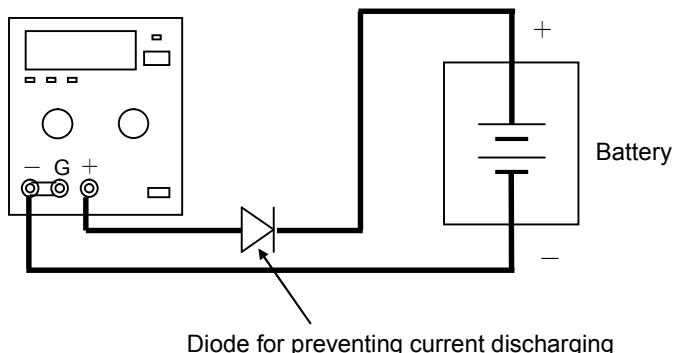 +
Battery
− G +
−
Diode for preventing current discharging